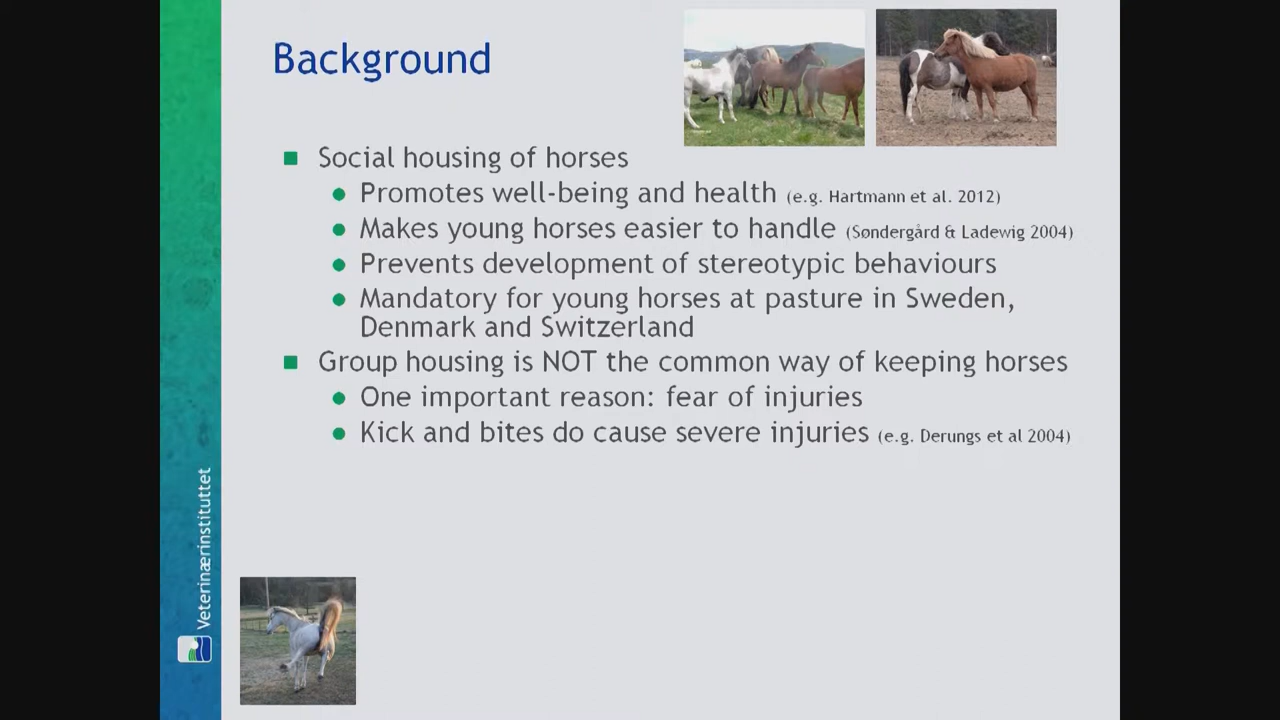 Background
Social housing of horses
Promotes well-being and health (e.g. Hartmann et al. 2012)
Makes young horses easier to handle (Søndergård & Ladewig 2004)
Prevents development of stereotypic behaviours
Mandatory for young horses at pasture in Sweden,
Denmark and Switzerland
Group housing is NOT the common way of keeping horses
One important reason: fear of injuries
Kick and bites do cause severe injuries (e.g. Derungs et al 2004)
Veterinærinstituttet